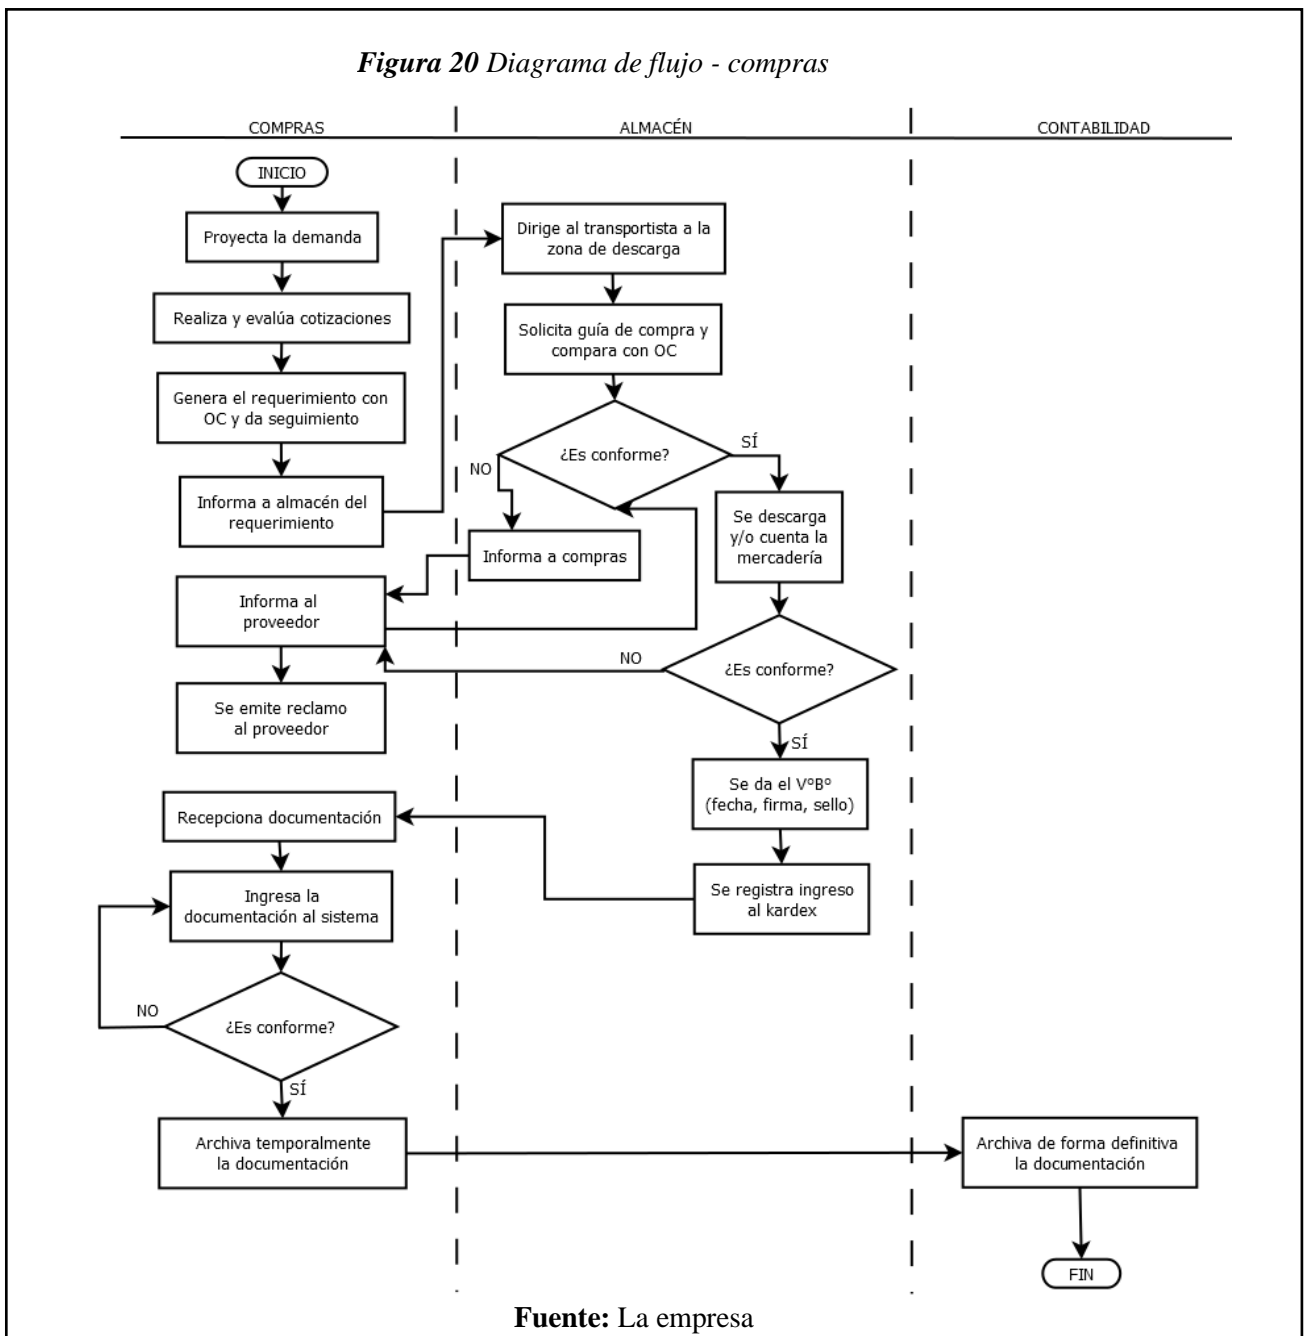 Figura 20 Diagrama de flujo - compras
COMPRAS
ALMACÉN
CONTABILIDAD
INICIO
Proyecta la demanda
Realiza y evalúa cotizaciones
Genera el requerimiento con
OC y da seguimiento
Informa a almacén del
requerimiento
Dirige al transportista a la
zona de descarga
Solicita guía de compra y
compara con OC
¿Es conforme?
SÍ
NO
Informa a compras
Se descarga
y/o cuenta la
mercadería
Informa al
proveedor
¿Es conforme?
NO
Se emite reclamo
al proveedor
SÍ
Se da el V°B°
(fecha, firma, sello)
Se registra ingreso
al kardex
Recepciona documentación
Ingresa la
documentación al sistema
¿Es conforme?
NO
SÍ
Archiva temporalmente
la documentación
Archiva de forma definitiva
la documentación
FIN
Fuente: La empresa